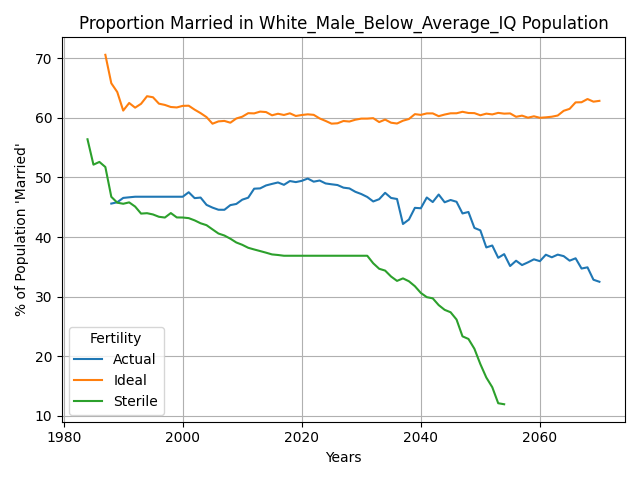 Proportion Married in White_Male_Below_Average_IQ Population
% of Population 'Married'
70
60
50
40
30
20
10
Fertility
Actual
Ideal
Sterile
1980
2000
2020
2040
2060
Years